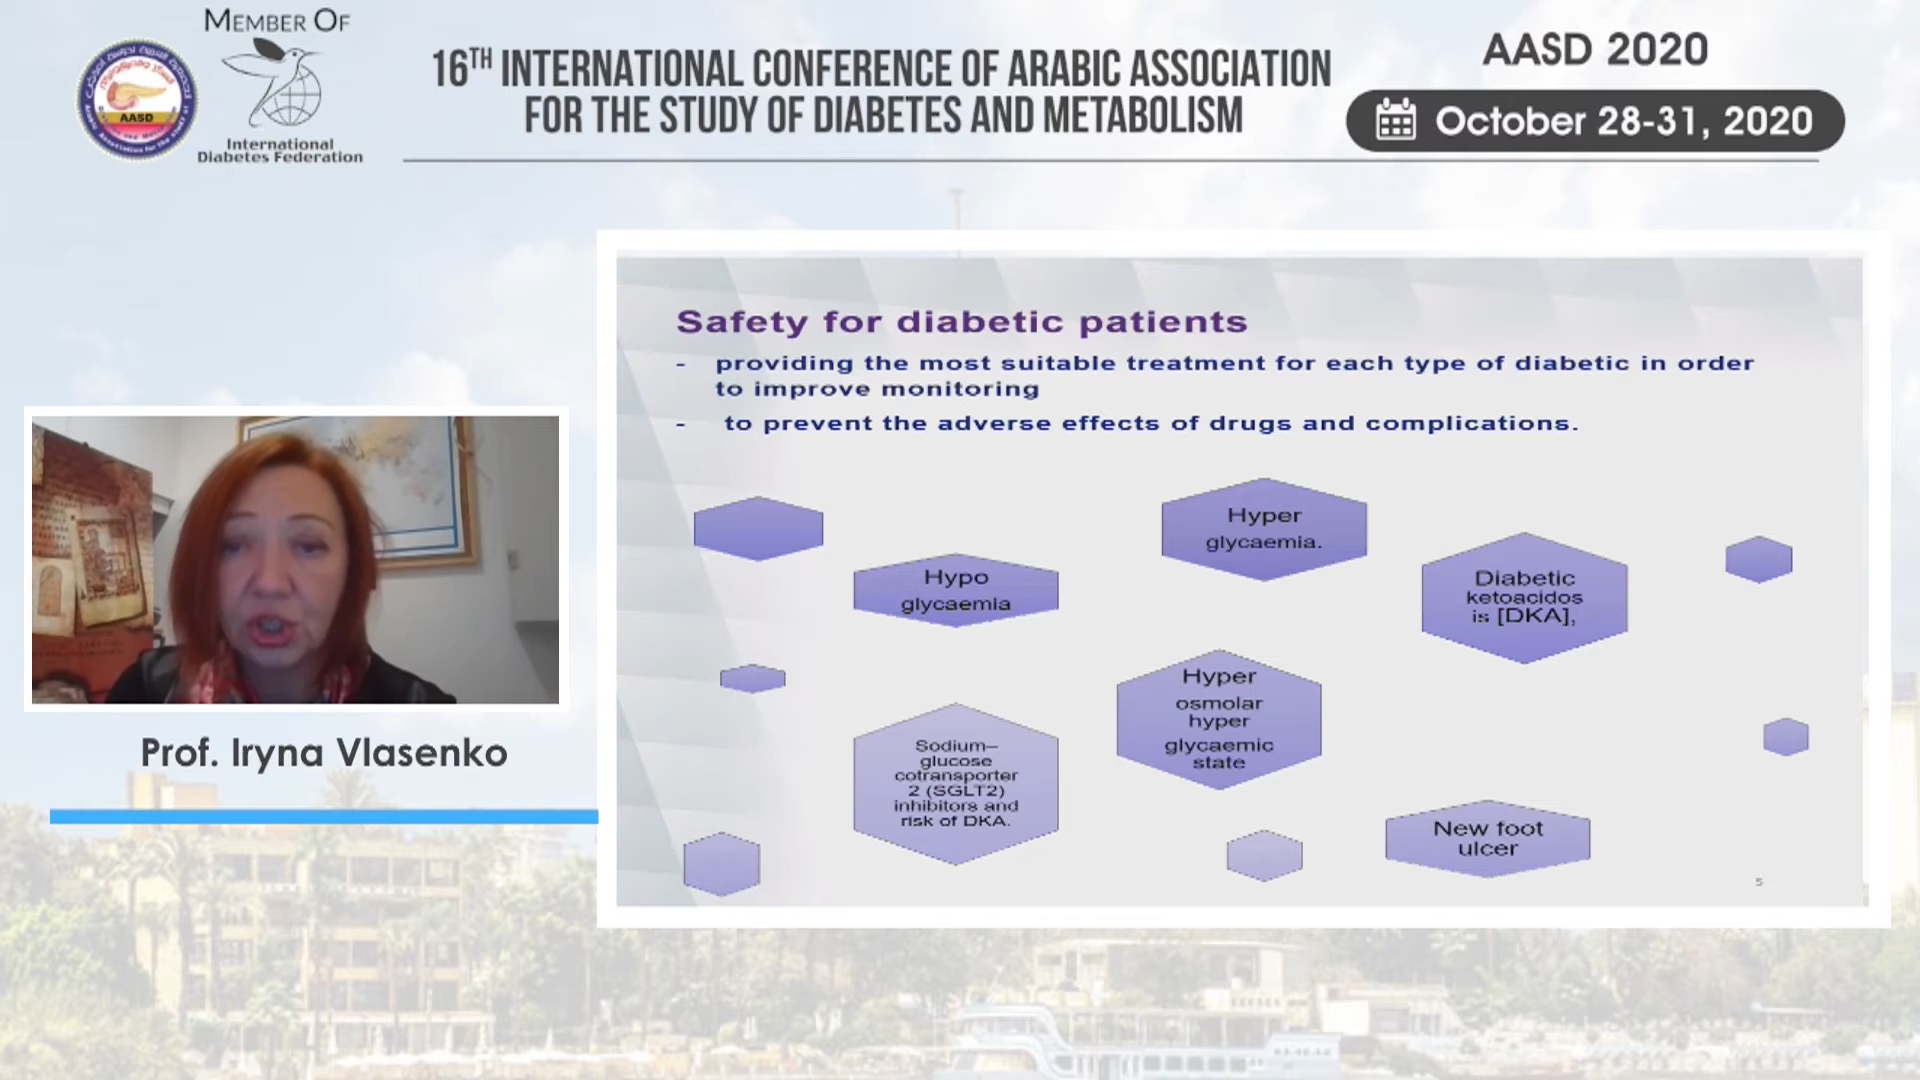 MEMBER OF
International
Diabetes Federation
AASD
16TH INTERNATIONAL CONFERENCE OF ARABIC ASSOCIATION
FOR THE STUDY OF DIABETES AND METABOLISM
AASD 2020
October 28-31, 2020
Safety for diabetic patients
- providing the most suitable treatment for each type of diabetic in order
to improve monitoring
- to prevent the adverse effects of drugs and complications.
Hypo
glycaemia
Hyper
glycaemia.
Diabetic
ketoacidos
is [DKA],
Sodium–
glucose
cotransporter
2 (SGLT2)
inhibitors and
risk of DKA.
Hyper
osmolar
hyper
glycaemic
state
New foot
ulcer
5
Prof. Iryna Vlasenko